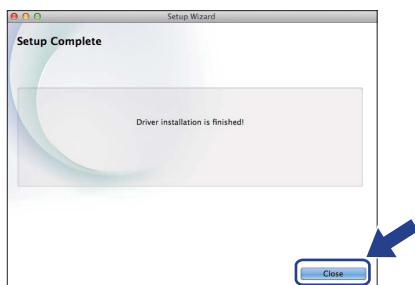 Setup Wizard
Setup Complete
Driver installation is finished!
Close